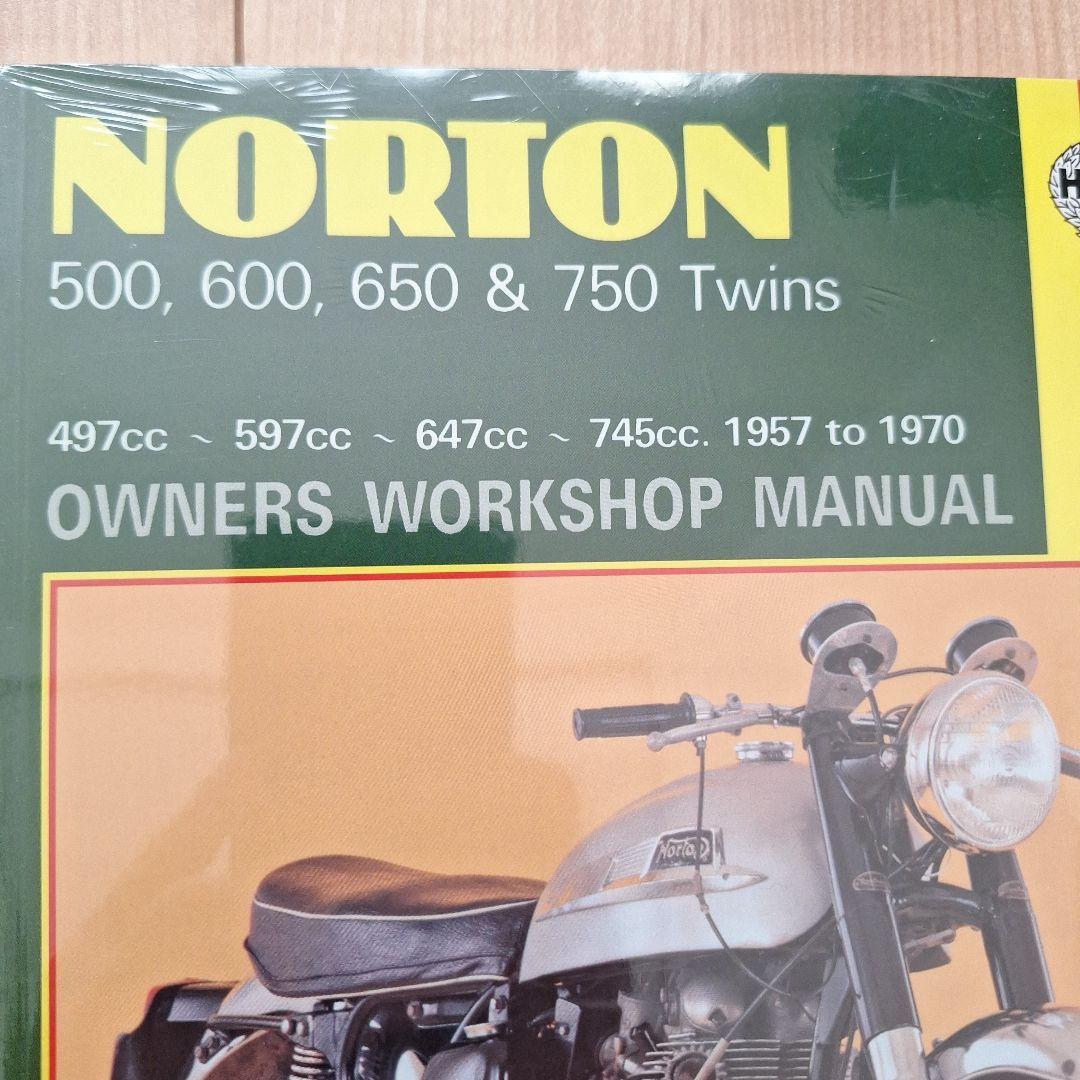 NORTON
500, 600, 650 & 750 Twins
497cc ~ 597cc ~ 647cc ~ 745cc. 1957 to 1970
OWNERS WORKSHOP MANUAL
H
Norton